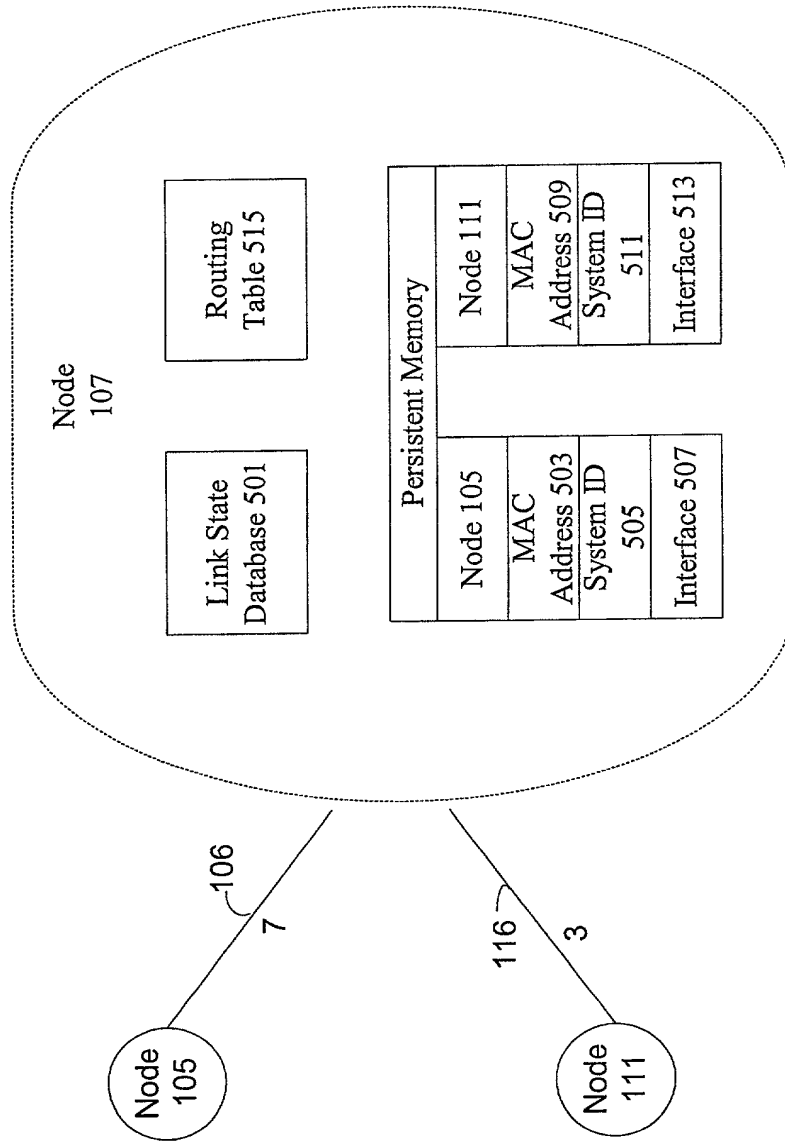 Node
107
Link State
Database 501
Routing
Table 515
Persistent Memory
Node 105
MAC
Address 503
System ID
505
Interface 507
Node 111
MAC
Address 509
System ID
511
Interface 513
Node
105
106
7
116
3
Node
111